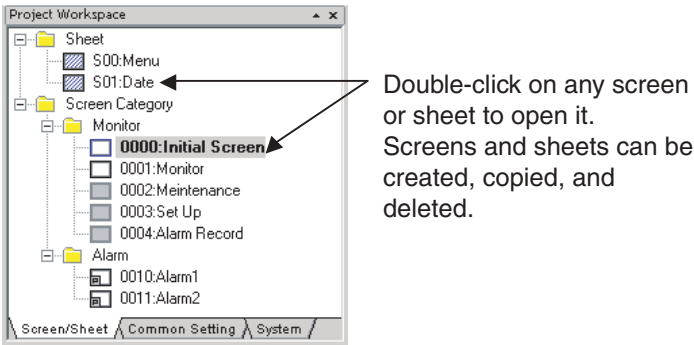 Project Workspace
Sheet
S00:Menu
S01:Date
Screen Category
Monitor
0000:Initial Screen
0001:Monitor
0002:Meintenance
0003:Set Up
0004:Alarm Record
Alarm
0010:Alarm1
0011:Alarm2
Screen/Sheet Common Setting System
Double-click on any screen
or sheet to open it.
Screens and sheets can be
created, copied, and
deleted.